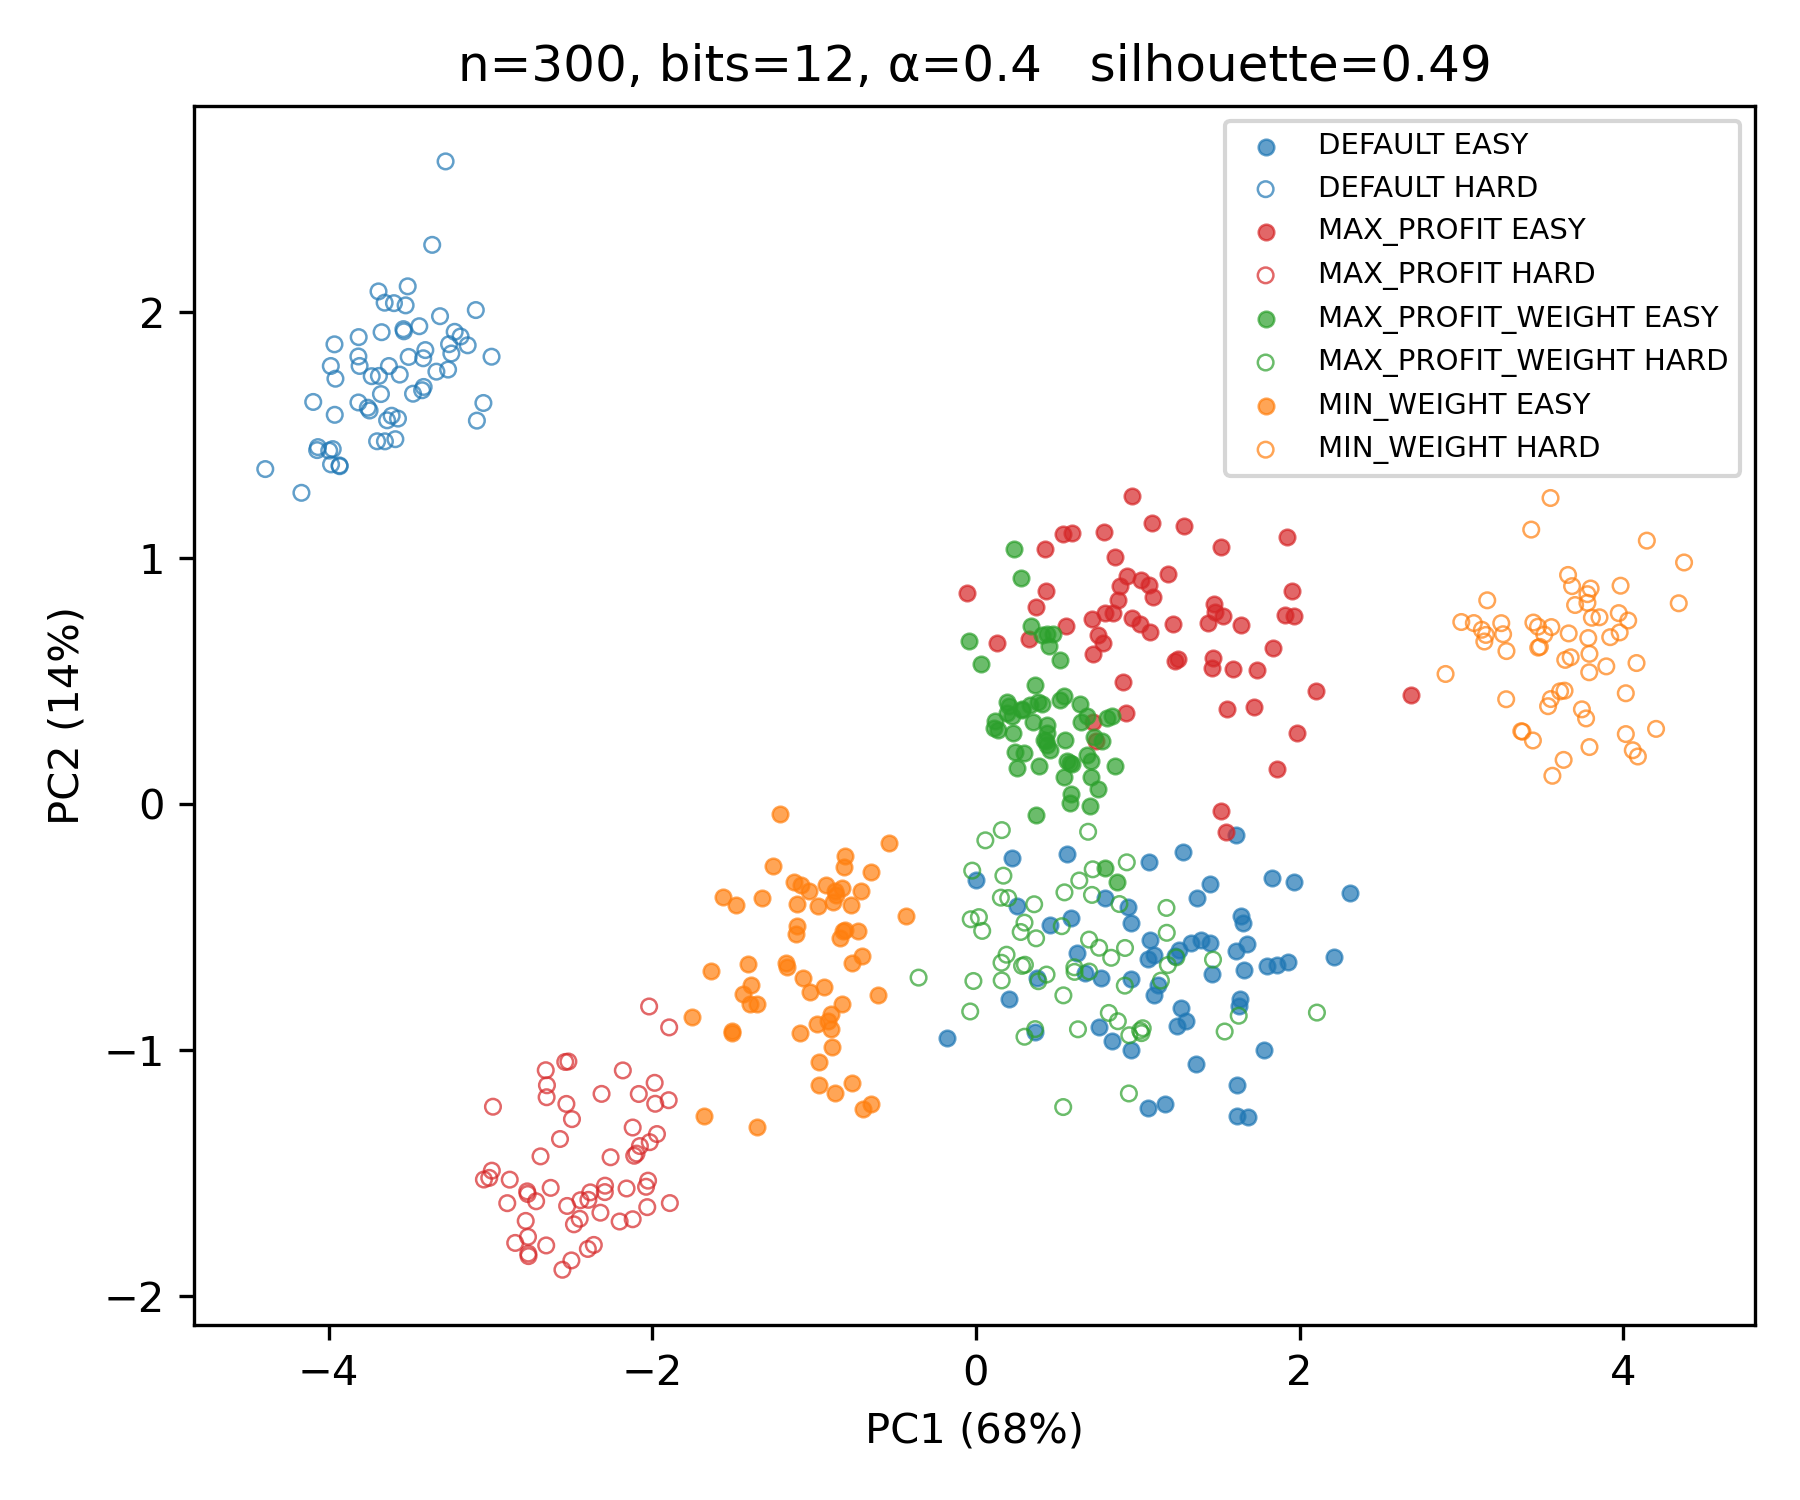 n=300, bits=12, α=0.4   silhouette=0.49
DEFAULT EASY
DEFAULT HARD
MAX_PROFIT EASY
MAX_PROFIT HARD
MAX_PROFIT_WEIGHT EASY
MAX_PROFIT_WEIGHT HARD
MIN_WEIGHT EASY
MIN_WEIGHT HARD
PC2 (14%)
2
1
0
−1
−2
−4 −2 0 2 4
PC1 (68%)